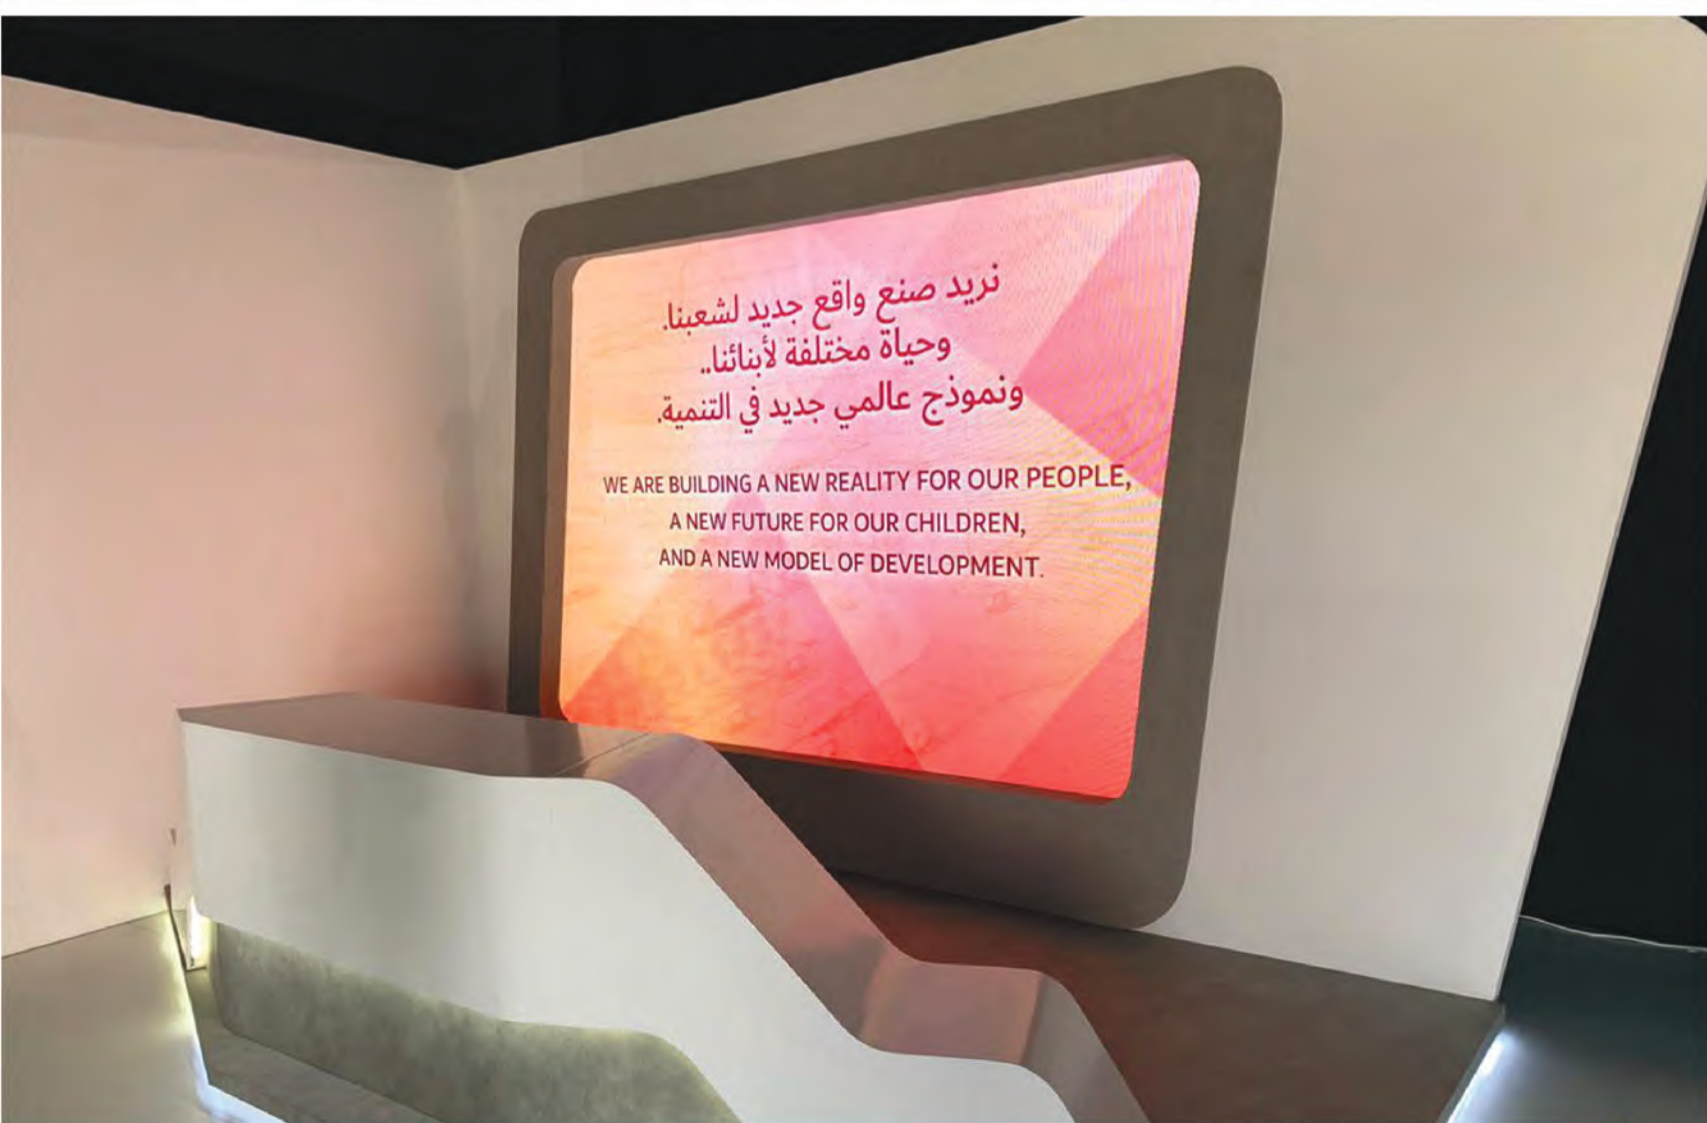 نريد صنع واقع جديد لشعبنا.
وحياة مختلفة لأبنائنا..
ونموذج عالمي جديد في التنمية.
WE ARE BUILDING A NEW REALITY FOR OUR PEOPLE,
A NEW FUTURE FOR OUR CHILDREN,
AND A NEW MODEL OF DEVELOPMENT.